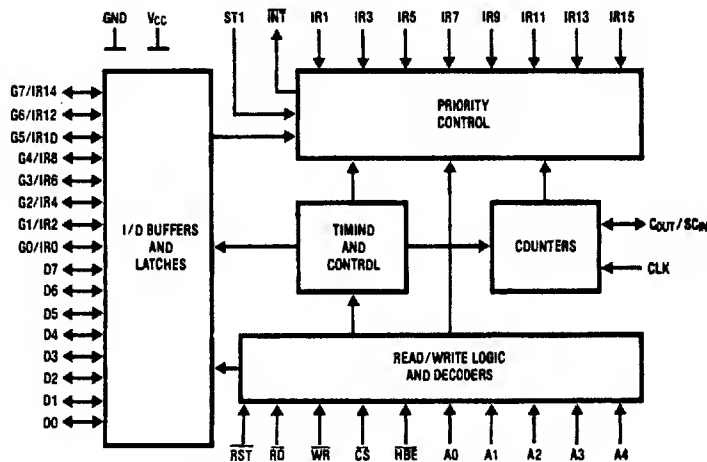 GND VCC ST1 INT IR1 IR3 IR5 IR7 IR9 IR11 IR13 IR15
G7/IR14
G6/IR12
G5/IR1D
G4/IR8
G3/IR6
G2/IR4
G1/IR2
G0/IR0
D7
D6
D5
D4
D3
D2
D1
D0
I/D BUFFERS
AND
LATCHES
PRIORITY
CONTROL
TIMIND
AND
CONTROL
COUNTERS
COUT/SCIN
CLK
READ/WRITE LOGIC
AND DECODERS
RST RD WR CS HBE A0 A1 A2 A3 A4